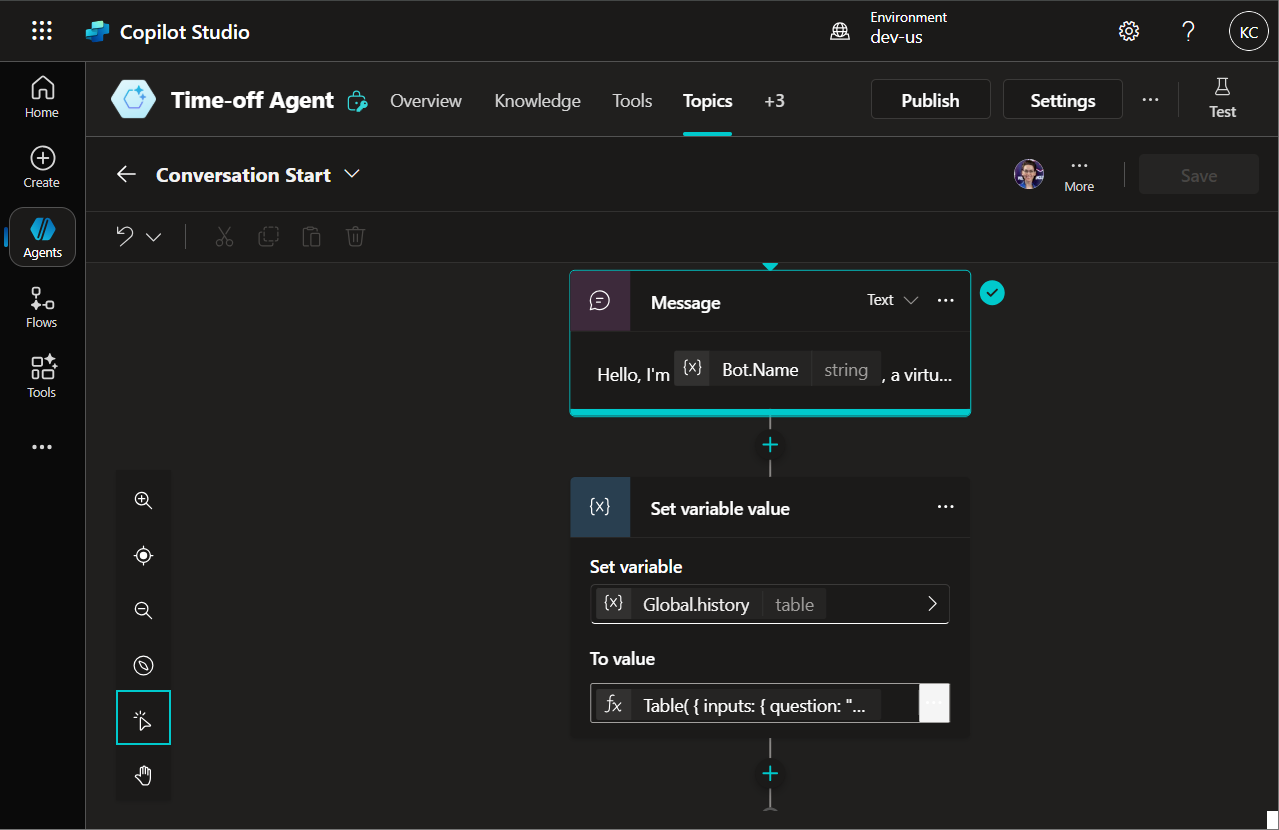 Copilot Studio
Environment
dev-us
KC
Time-off Agent
Overview
Knowledge
Tools
Topics
+3
Publish
Settings
...
Test
Home
Create
Agents
Flows
Tools
...
Conversation Start
...
More
Save
Message
Text
...
Hello, I'm {x} Bot.Name string , a virtu...
{x}
Set variable value
...
Set variable
{x} Global.history table
To value
fx Table( { inputs: { question: "...